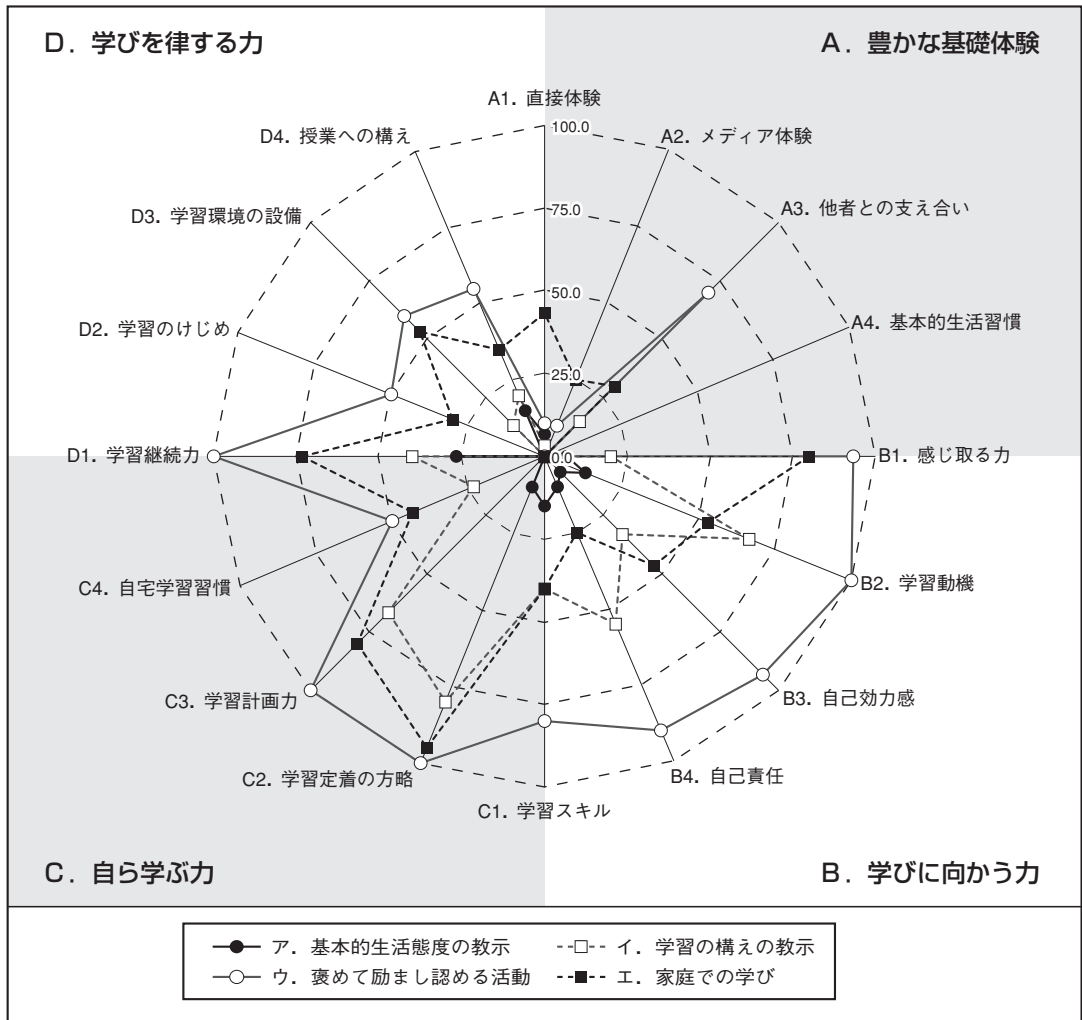 D. 学びを律する力
A. 豊かな基礎体験
A1. 直接体験
D4. 授業への構え
100.0
A2. メディア体験
D3. 学習環境の設備
75.0
A3. 他者との支え合い
50.0
D2. 学習のけじめ
A4. 基本的生活習慣
25.0
D1. 学習継続力
0.0
B1. 感じ取る力
C4. 自宅学習習慣
B2. 学習動機
C3. 学習計画力
B3. 自己効力感
C2. 学習定着の方略
B4. 自己責任
C1. 学習スキル
C. 自ら学ぶ力
B. 学びに向かう力
ア. 基本的生活態度の教示
イ. 学習の構えの教示
ウ. 褒めて励まし認める活動
エ. 家庭での学び